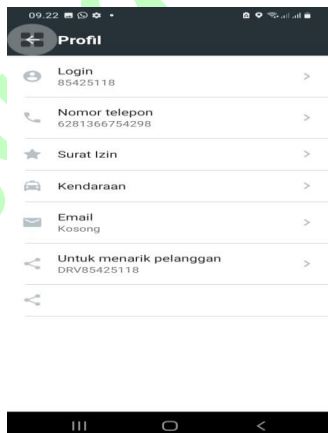 09.22
Profil
Login
85425118
Nomor telepon
6281366754298
Surat Izin
Kendaraan
Email
Kosong
Untuk menarik pelanggan
DRV85425118